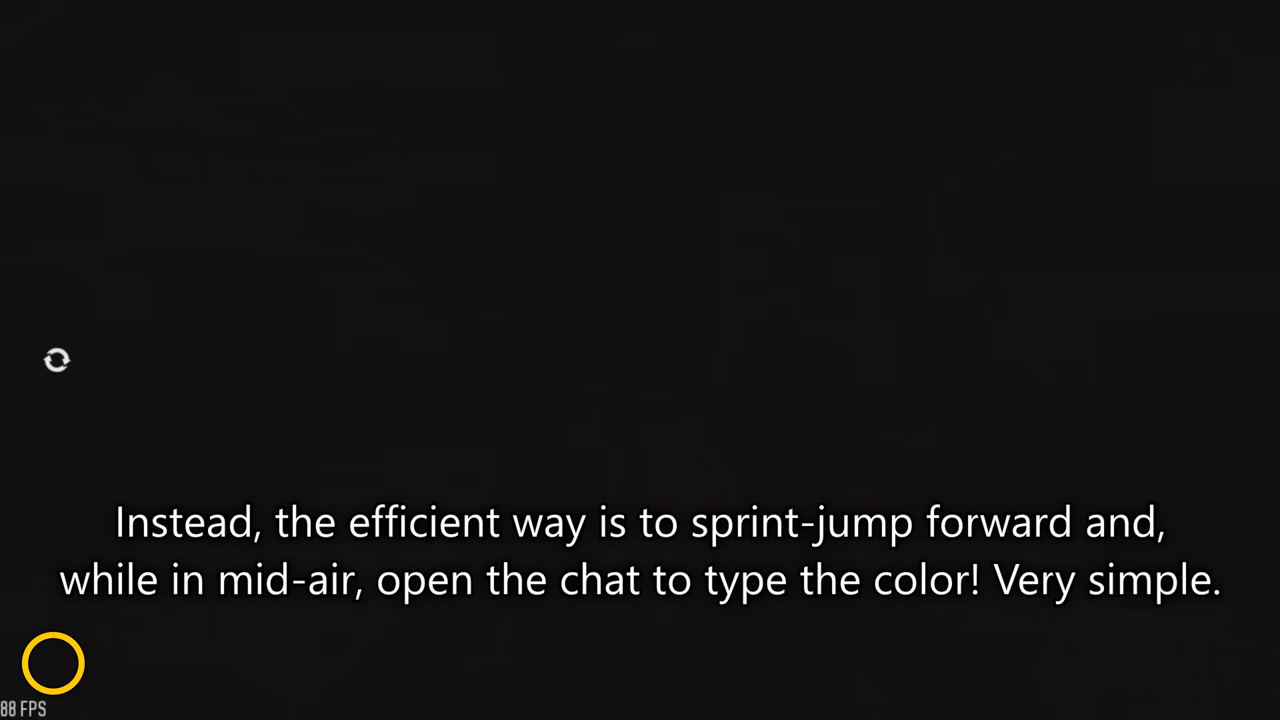 Instead, the efficient way is to sprint-jump forward and,
while in mid-air, open the chat to type the color! Very simple.
88 FPS